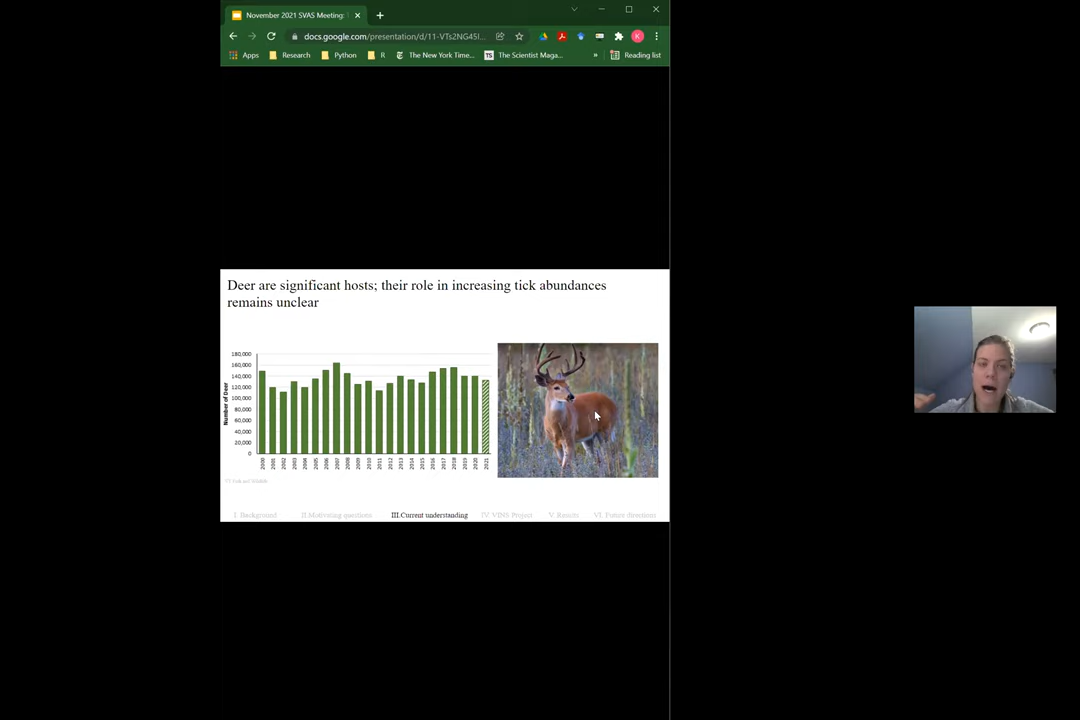 November 2021 SVAS Meeting:
docs.google.com/presentation/d/11-VTs2NG45I...
K
Apps Research Python R The New York Time... TS The Scientist Maga... » Reading list
Deer are significant hosts; their role in increasing tick abundances
remains unclear
Number of Deer
180,000
160,000
140,000
120,000
100,000
80,000
60,000
40,000
20,000
0
2000 2001 2002 2003 2004 2005 2006 2007 2008 2009 2010 2011 2012 2013 2014 2015 2016 2017 2018 2019 2020 2021
I. Background II.Motivating questions III.Current understanding IV. VINS Project V. Results VI. Future directions